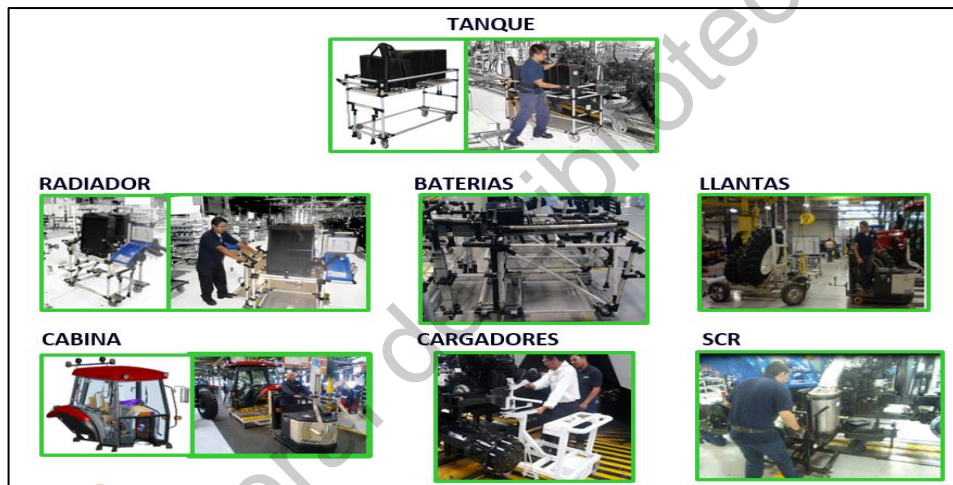 TANQUE
RADIADOR
BATERIAS
LLANTAS
CABINA
CARGADORES
SCR